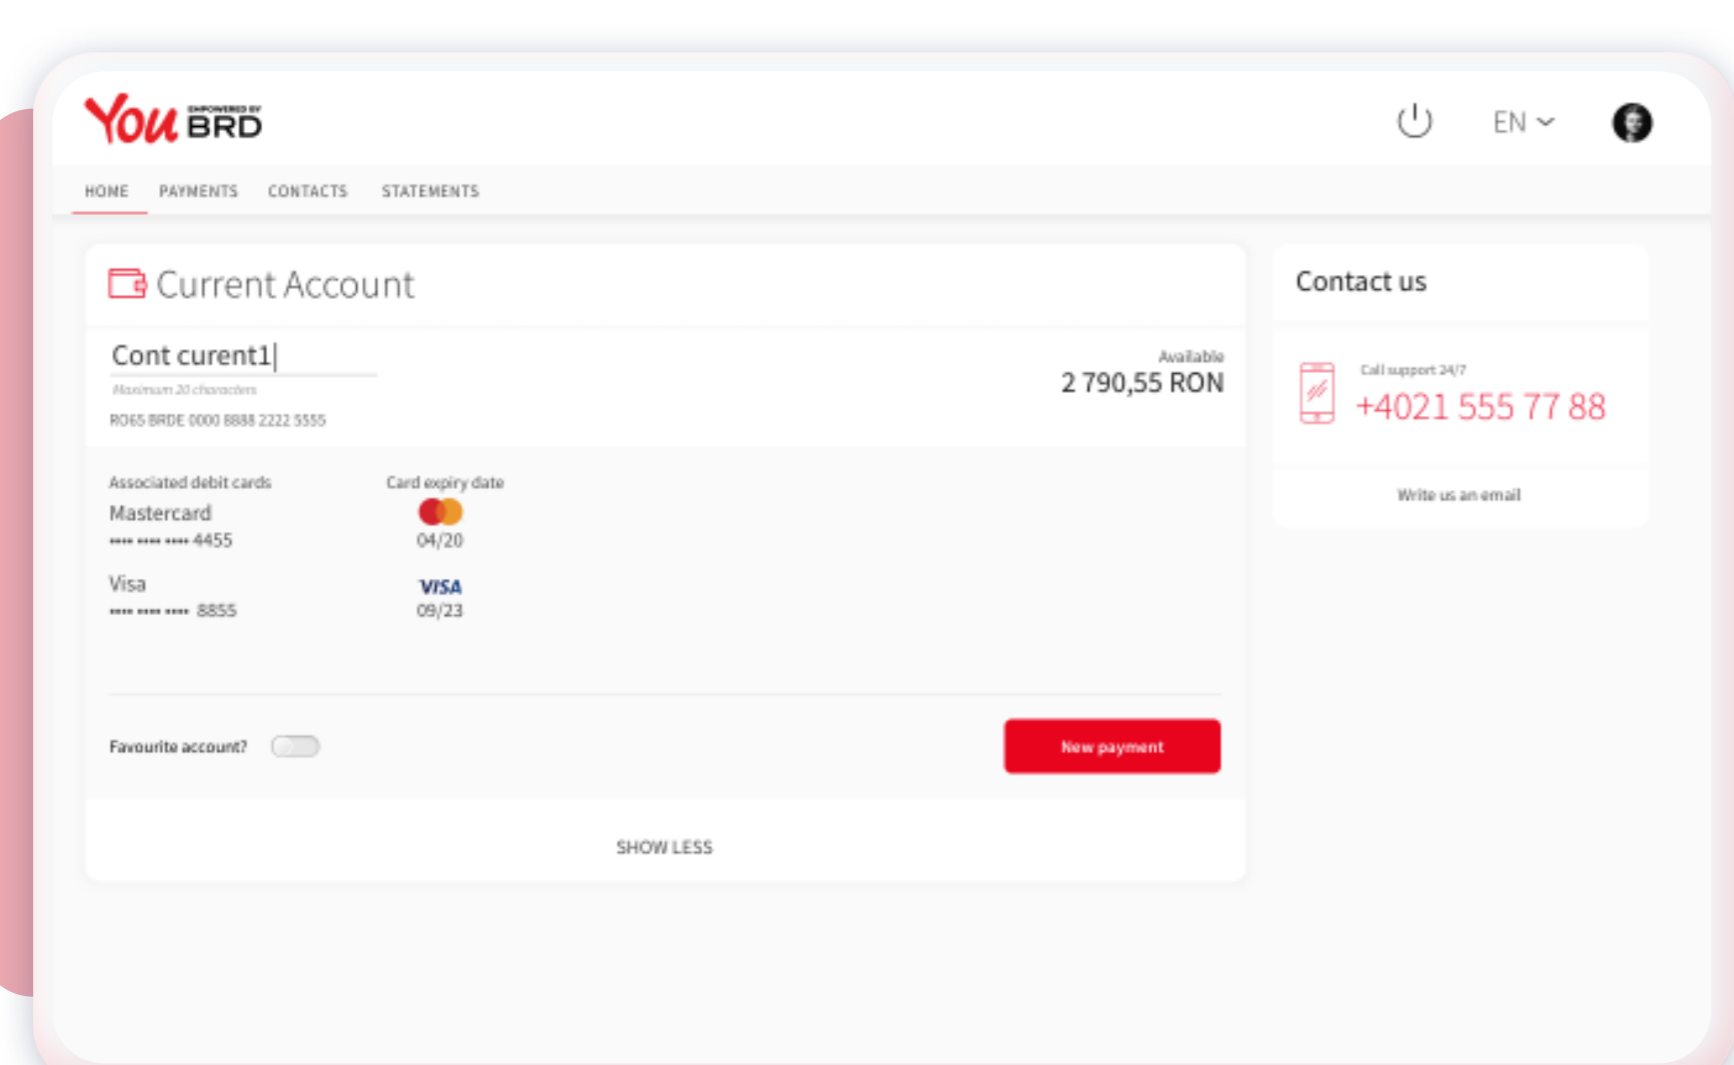 You EMPOWERED BY BRD
EN
HOME PAYMENTS CONTACTS STATEMENTS
Current Account
Cont curent1
Maximum 20 characters
RO65 BRDE 0000 8888 2222 5555
Available
2 790,55 RON
Associated debit cards Card expiry date
Mastercard
•••• •••• •••• 4455 04/20
Visa VISA
•••• •••• •••• 8855 09/23
Favourite account? New payment
SHOW LESS
Contact us
Call support 24/7
+4021 555 77 88
Write us an email